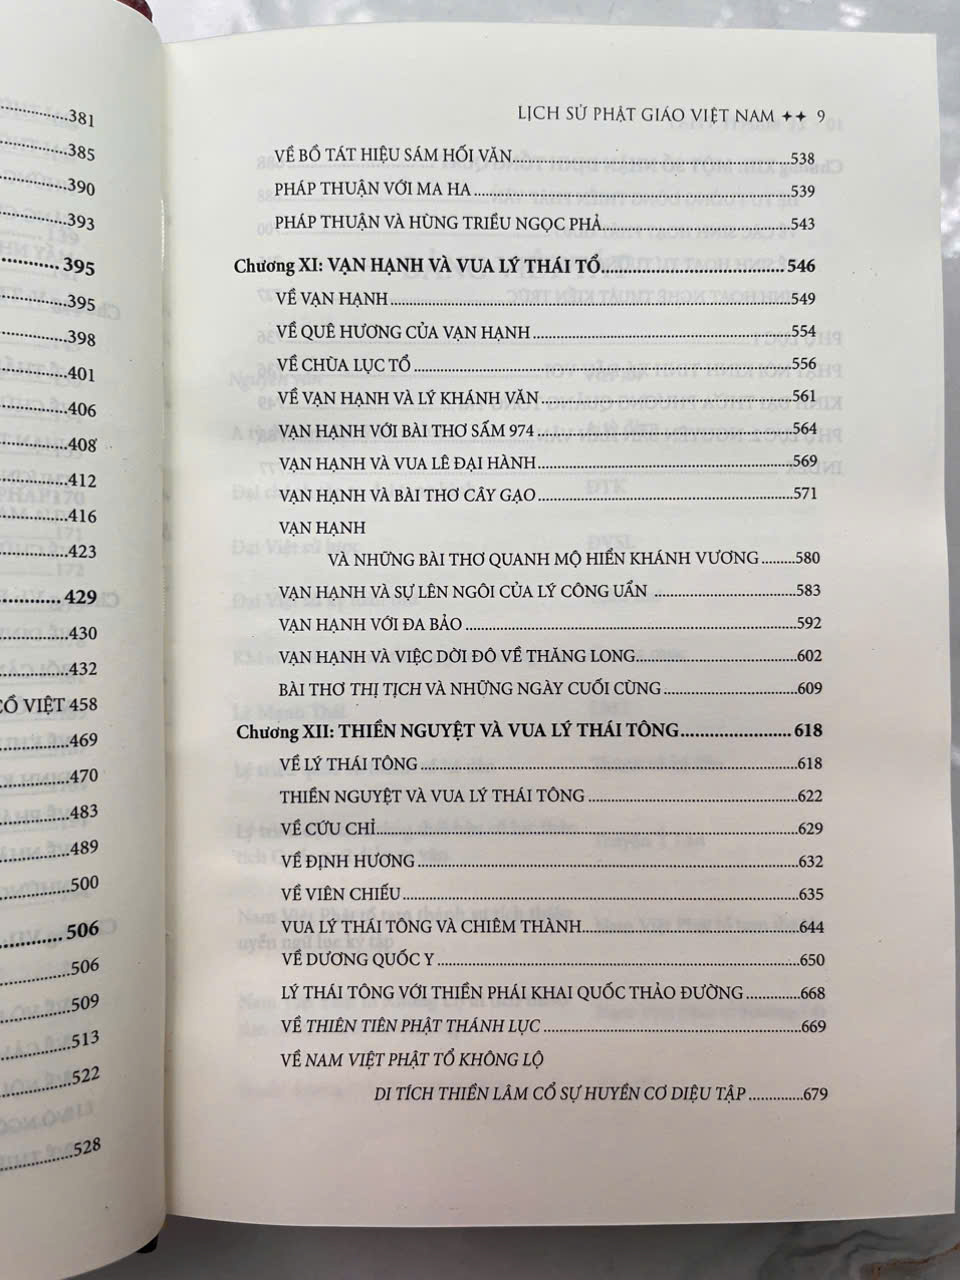 381
385
390
393
395
395
398
401
406
408
412
416
423
429
430
432
CỔ VIỆT 458
469
470
483
489
500
506
506
509
513
522
528
LỊCH SỬ PHẬT GIÁO VIỆT NAM ✦✦ 9
VỀ BỒ TÁT HIỆU SÁM HỐI VĂN..........538
PHÁP THUẬN VỚI MA HA..........539
PHÁP THUẬN VÀ HÙNG TRIỀU NGỌC PHẢ..........543
Chương XI: VẠN HẠNH VÀ VUA LÝ THÁI TỔ..........546
VỀ VẠN HẠNH..........549
VỀ QUÊ HƯƠNG CỦA VẠN HẠNH..........554
VỀ CHÙA LỤC TỔ..........556
VỀ VẠN HẠNH VÀ LÝ KHÁNH VĂN..........561
VẠN HẠNH VỚI BÀI THƠ SẤM 974..........564
VẠN HẠNH VÀ VUA LÊ ĐẠI HÀNH..........569
VẠN HẠNH VÀ BÀI THƠ CÂY GẠO..........571
VẠN HẠNH
VÀ NHỮNG BÀI THƠ QUANH MỘ HIỂN KHÁNH VƯƠNG.........580
VẠN HẠNH VÀ SỰ LÊN NGÔI CỦA LÝ CÔNG UẨN ..........583
VẠN HẠNH VỚI ĐA BẢO..........592
VẠN HẠNH VÀ VIỆC DỜI ĐÔ VỀ THĂNG LONG..........602
BÀI THƠ THỊ TỊCH VÀ NHỮNG NGÀY CUỐI CÙNG..........609
Chương XII: THIỀN NGUYỆT VÀ VUA LÝ THÁI TÔNG..........618
VỀ LÝ THÁI TÔNG..........618
THIỀN NGUYỆT VÀ VUA LÝ THÁI TÔNG..........622
VỀ CỨU CHỈ..........629
VỀ ĐỊNH HƯƠNG..........632
VỀ VIÊN CHIẾU..........635
VUA LÝ THÁI TÔNG VÀ CHIÊM THÀNH..........644
VỀ DƯƠNG QUỐC Y..........650
LÝ THÁI TÔNG VỚI THIỀN PHÁI KHAI QUỐC THẢO ĐƯỜNG..........668
VỀ THIÊN TIÊN PHẬT THÁNH LỤC..........669
VỀ NAM VIỆT PHẬT TỔ KHÔNG LỘ
DI TÍCH THIỀN LÂM CỔ SỰ HUYỀN CƠ DIỆU TẬP.............679